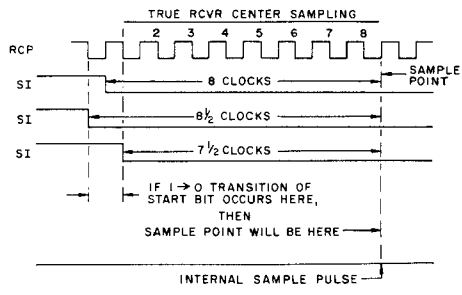 TRUE RCVR CENTER SAMPLING
2 3 4 5 6 7 8
RCP
SAMPLE
POINT
SI
8 CLOCKS
SI
8½ CLOCKS
SI
7½ CLOCKS
IF 1→0 TRANSITION OF
START BIT OCCURS HERE,
THEN
SAMPLE POINT WILL BE HERE
INTERNAL SAMPLE PULSE